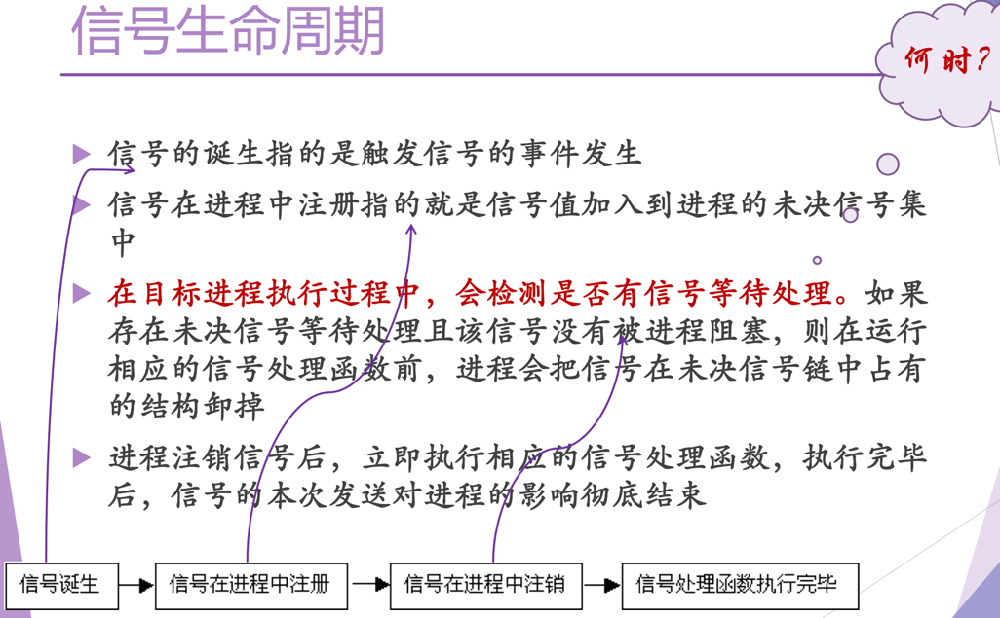 信号生命周期
何时?
信号的诞生指的是触发信号的事件发生
信号在进程中注册指的就是信号值加入到进程的未决信号集
中
在目标进程执行过程中，会检测是否有信号等待处理。如果
存在未决信号等待处理且该信号没有被进程阻塞，则在运行
相应的信号处理函数前，进程会把信号在未决信号链中占有
的结构卸掉
进程注销信号后，立即执行相应的信号处理函数，执行完毕
后，信号的本次发送对进程的影响彻底结束
信号诞生
信号在进程中注册
信号在进程中注销
信号处理函数执行完毕